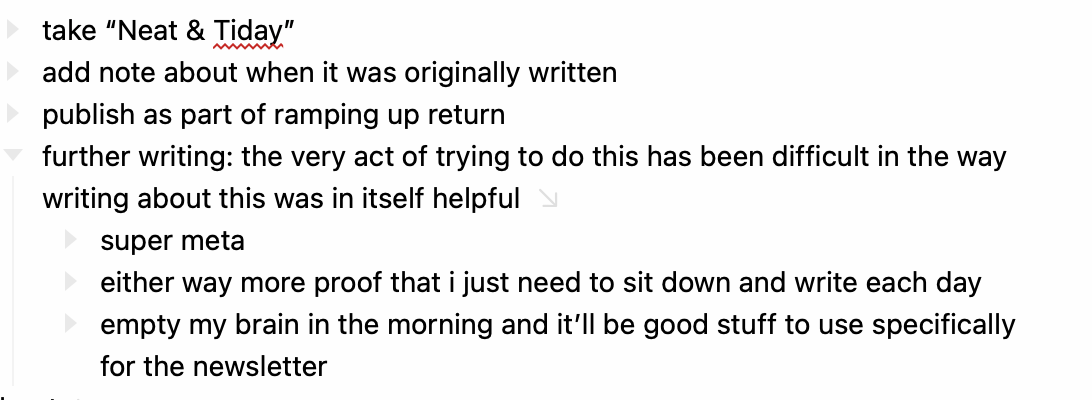 take “Neat & Tiday”
add note about when it was originally written
publish as part of ramping up return
further writing: the very act of trying to do this has been difficult in the way
writing about this was in itself helpful
super meta
either way more proof that i just need to sit down and write each day
empty my brain in the morning and it’ll be good stuff to use specifically
for the newsletter